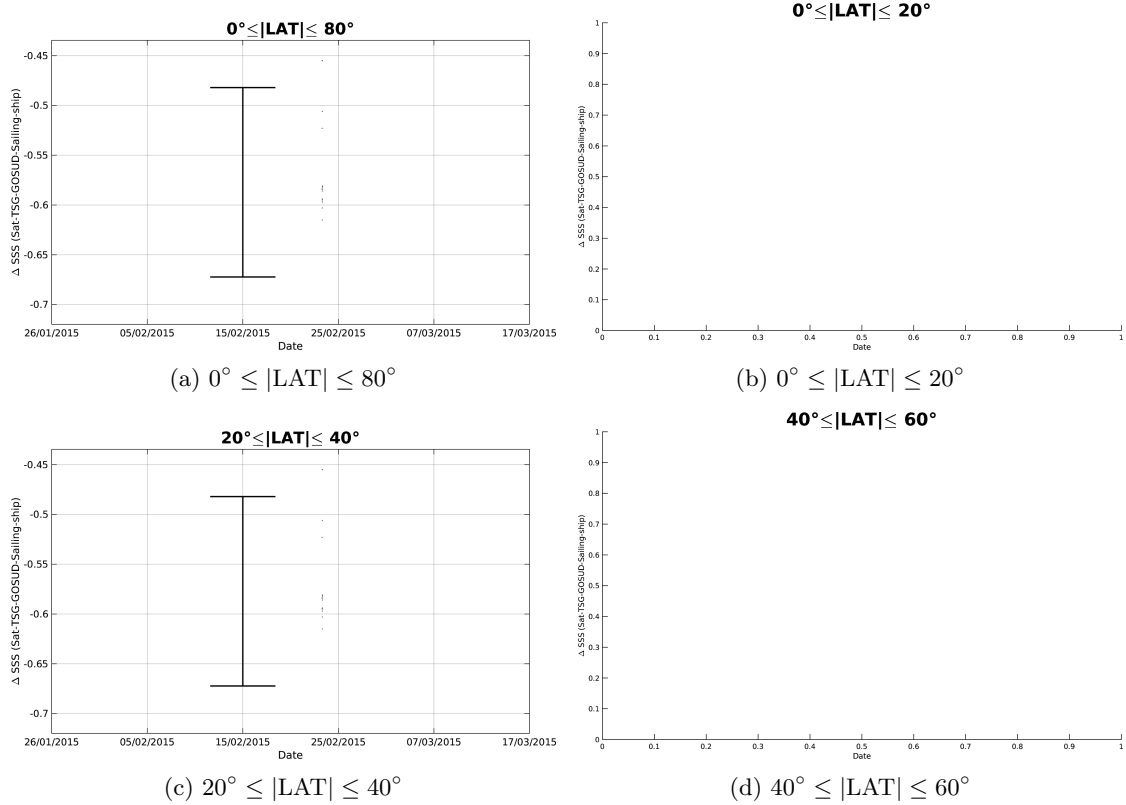 0°≤|LAT|≤ 80°
-0.45
-0.5
-0.55
-0.6
-0.65
-0.7
Δ SSS (Sat-TSG-GOSUD-Sailing-ship)
26/01/2015 05/02/2015 15/02/2015 25/02/2015 07/03/2015 17/03/2015
Date
(a) 0° ≤ |LAT| ≤ 80°
0°≤|LAT|≤ 20°
1
0.9
0.8
0.7
0.6
0.5
0.4
0.3
0.2
0.1
0
Δ SSS (Sat-TSG-GOSUD-Sailing-ship)
0 0.1 0.2 0.3 0.4 0.5 0.6 0.7 0.8 0.9 1
Date
(b) 0° ≤ |LAT| ≤ 20°
20°≤|LAT|≤ 40°
-0.45
-0.5
-0.55
-0.6
-0.65
-0.7
Δ SSS (Sat-TSG-GOSUD-Sailing-ship)
26/01/2015 05/02/2015 15/02/2015 25/02/2015 07/03/2015 17/03/2015
Date
(c) 20° ≤ |LAT| ≤ 40°
40°≤|LAT|≤ 60°
1
0.9
0.8
0.7
0.6
0.5
0.4
0.3
0.2
0.1
0
Δ SSS (Sat-TSG-GOSUD-Sailing-ship)
0 0.1 0.2 0.3 0.4 0.5 0.6 0.7 0.8 0.9 1
Date
(d) 40° ≤ |LAT| ≤ 60°